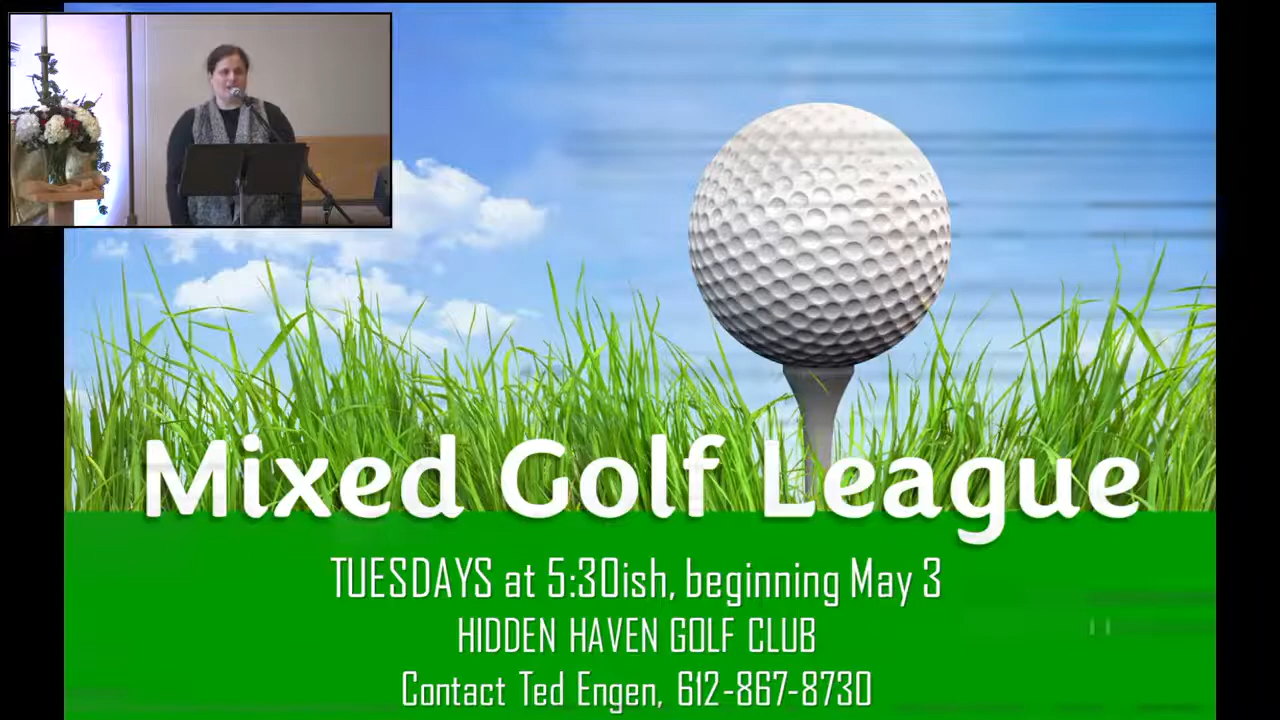 Mixed Golf League
TUESDAYS at 5:30ish, beginning May 3
HIDDEN HAVEN GOLF CLUB
Contact Ted Engen, 612-867-8730